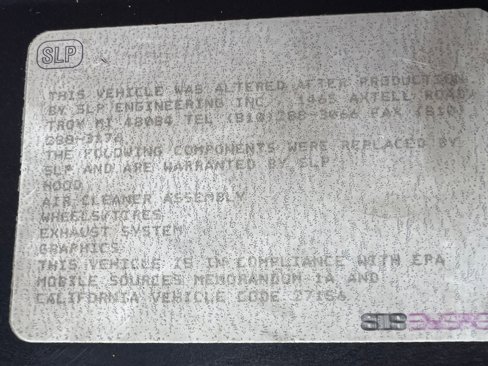 SLP
THIS VEHICLE WAS ALTERED AFTER PRODUCTION
BY SLP ENGINEERING INC. 1865 AXTELL ROAD
TROY MI 48084 TEL (810) 288-3066 FAX (810)
288-3174
THE FOLLOWING COMPONENTS WERE REPLACED BY
SLP AND ARE WARRANTED BY SLP
HOOD
AIR CLEANER ASSEMBLY
WHEELS/TIRES
EXHAUST SYSTEM
GRAPHICS
THIS VEHICLE IS IN COMPLIANCE WITH EPA
MOBILE SOURCES MEMORANDUM 1A AND
CALIFORNIA VEHICLE CODE 27156